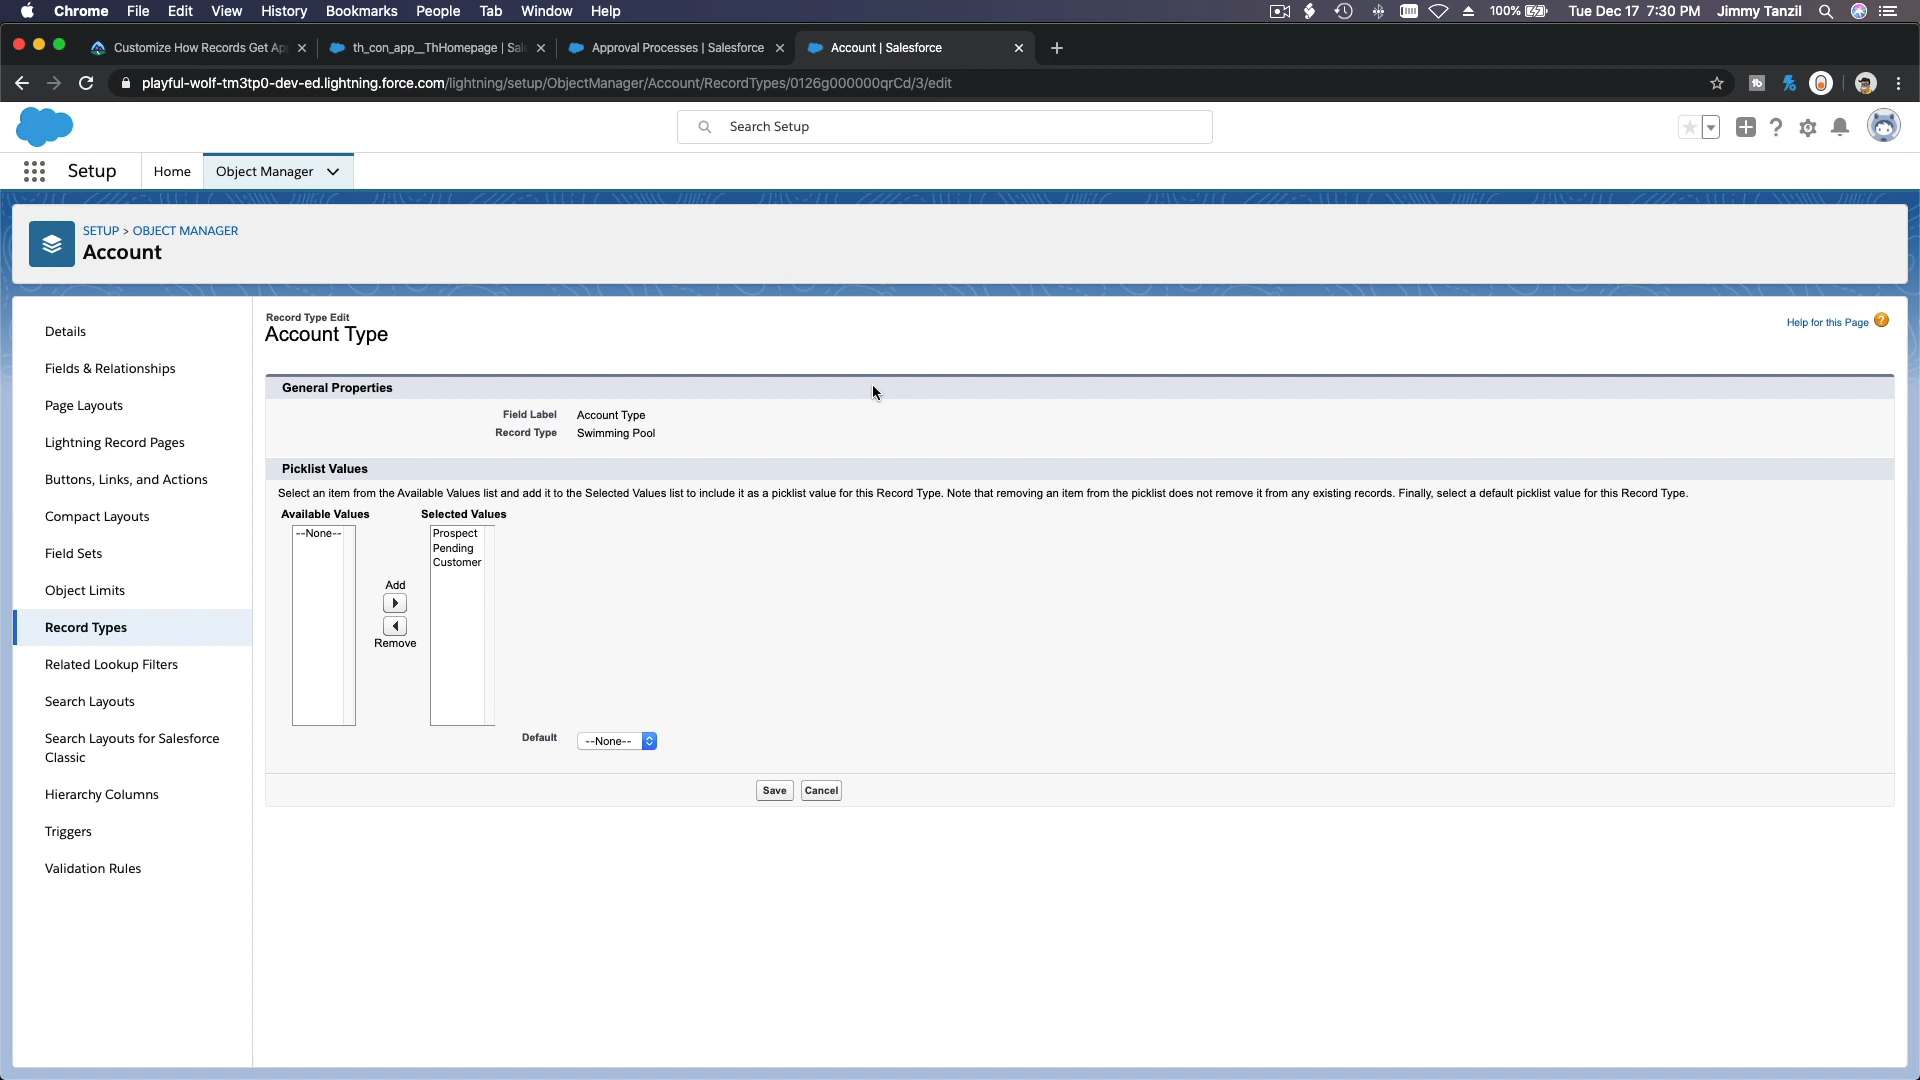 Chrome File Edit View History Bookmarks People Tab Window Help 100% Tue Dec 17 7:30 PM Jimmy Tanzil
Customize How Records Get Ap th_con_app__ThHomepage | Sal Approval Processes | Salesforce Account | Salesforce
playful-wolf-tm3tp0-dev-ed.lightning.force.com/lightning/setup/ObjectManager/Account/RecordTypes/0126g000000qrCd/3/edit
Search Setup
Setup Home Object Manager
SETUP > OBJECT MANAGER
Account
Details
Fields & Relationships
Page Layouts
Lightning Record Pages
Buttons, Links, and Actions
Compact Layouts
Field Sets
Object Limits
Record Types
Related Lookup Filters
Search Layouts
Search Layouts for Salesforce
Classic
Hierarchy Columns
Triggers
Validation Rules
Record Type Edit
Account Type
Help for this Page ?
General Properties
Field Label Account Type
Record Type Swimming Pool
Picklist Values
Select an item from the Available Values list and add it to the Selected Values list to include it as a picklist value for this Record Type. Note that removing an item from the picklist does not remove it from any existing records. Finally, select a default picklist value for this Record Type.
Available Values Selected Values
--None-- Prospect
Pending
Customer
Add
Remove
Default --None--
Save Cancel